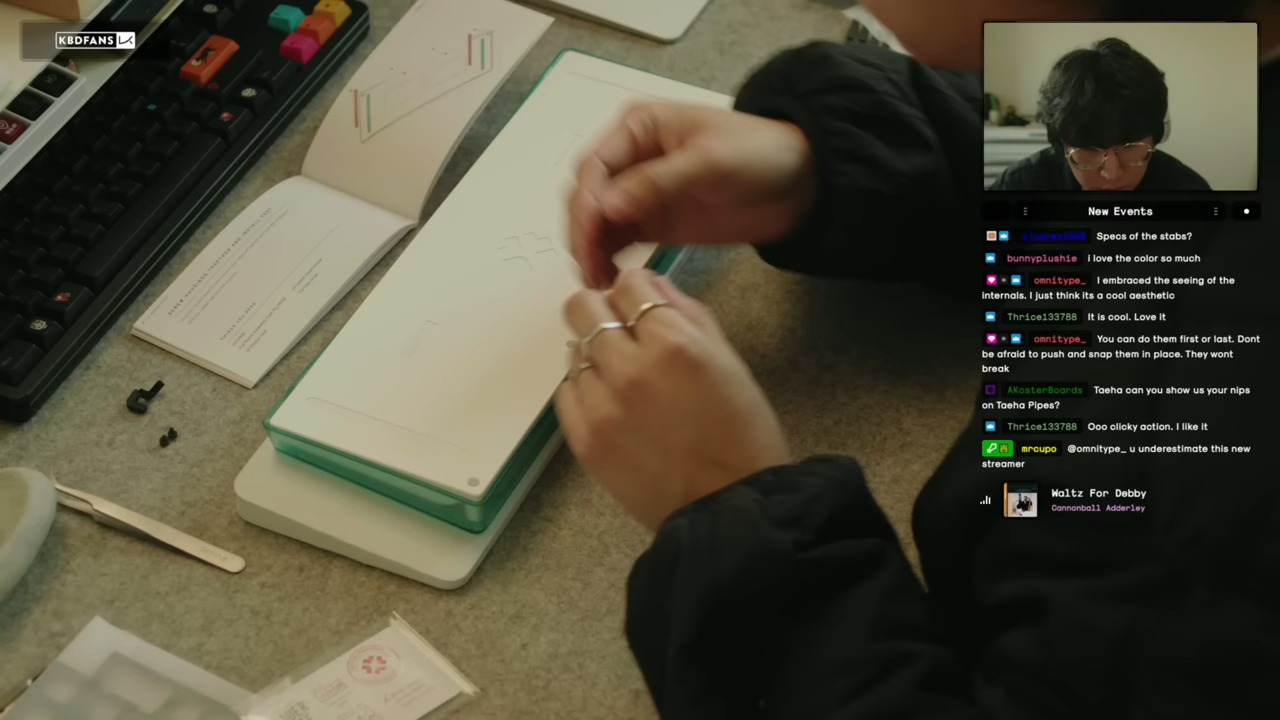 KBDFANS
New Events
Specs of the stabs?
bunnyplushie i love the color so much
omnitype_ I embraced the seeing of the
internals. I just think its a cool aesthetic
Thrice133788 It is cool. Love it
omnitype_ You can do them first or last. Dont
be afraid to push and snap them in place. They wont
break
AKosterBoards Taeha can you show us your nips
on Taeha Pipes?
Thrice133788 Ooo clicky action. I like it
mrcupo @omnitype_ u underestimate this new
streamer
Waltz For Debby
Cannonball Adderley